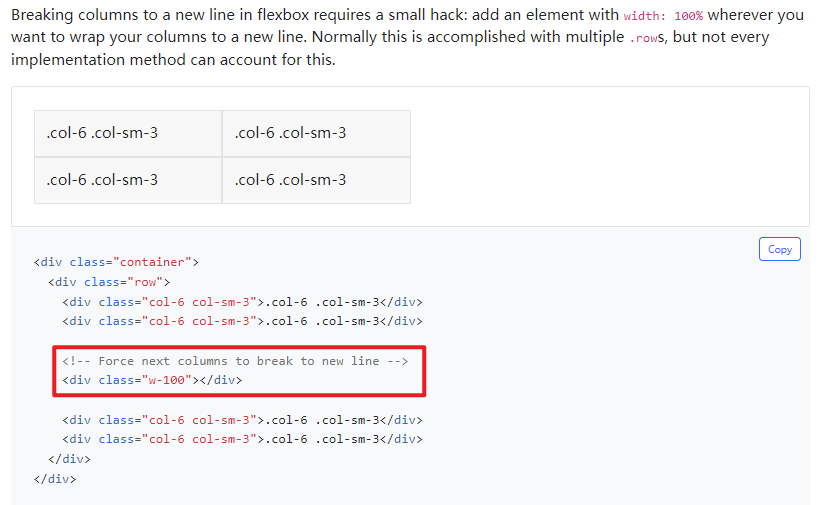 Breaking columns to a new line in flexbox requires a small hack: add an element with width: 100% wherever you
want to wrap your columns to a new line. Normally this is accomplished with multiple .rows, but not every
implementation method can account for this.
.col-6 .col-sm-3 .col-6 .col-sm-3
.col-6 .col-sm-3 .col-6 .col-sm-3
Copy
<div class="container">
  <div class="row">
    <div class="col-6 col-sm-3">.col-6 .col-sm-3</div>
    <div class="col-6 col-sm-3">.col-6 .col-sm-3</div>
    <!-- Force next columns to break to new line -->
    <div class="w-100"></div>
    <div class="col-6 col-sm-3">.col-6 .col-sm-3</div>
    <div class="col-6 col-sm-3">.col-6 .col-sm-3</div>
  </div>
</div>